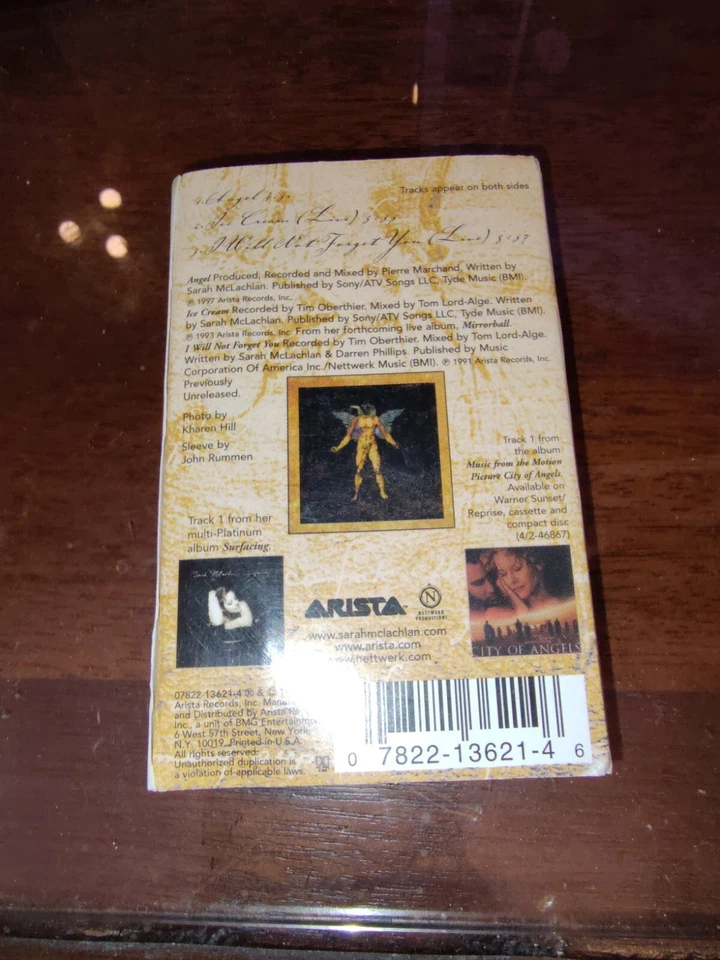 Tracks appear on both sides
1. Angel
2. Ice Cream (Live)
3. I Will Not Forget You (Live) 5:57
Angel Produced, Recorded and Mixed by Pierre Marchand. Written by
Sarah McLachlan. Published by Sony/ATV Songs LLC, Tyde Music (BMI).
℗ 1997 Arista Records, Inc.
Ice Cream Recorded by Tim Oberthier. Mixed by Tom Lord-Alge. Written
by Sarah McLachlan. Published by Sony/ATV Songs LLC, Tyde Music (BMI).
℗ 1993 Arista Records, Inc. From her forthcoming live album, Mirrorball.
I Will Not Forget You Recorded by Tim Oberthier. Mixed by Tom Lord-Alge.
Written by Sarah McLachlan & Darren Phillips. Published by Music
Corporation Of America Inc./Nettwerk Music (BMI). ℗ 1991 Arista Records, Inc.
Previously
Unreleased.
Photo by
Kharen Hill
Sleeve by
John Rummen
Track 1 from
the album
Music from the Motion
Picture City of Angels.
Available on
Warner Sunset/
Reprise, cassette and
compact disc
(4/2-46867)
Track 1 from her
multi-Platinum
album Surfacing.
ARISTA
N
NETTWERK
PRODUCTIONS
CITY OF ANGELS
www.sarahmclachlan.com
www.arista.com
www.nettwerk.com
07822-13621-4 ℗ & ©
Arista Records, Inc.
and Distributed by Arista
Inc., a unit of BMG
6 West 57th Street, New York
N.Y. 10019. Printed in U.S.A.
All rights reserved.
Unauthorized duplication is
a violation of applicable laws.
0 7822-13621-4 6